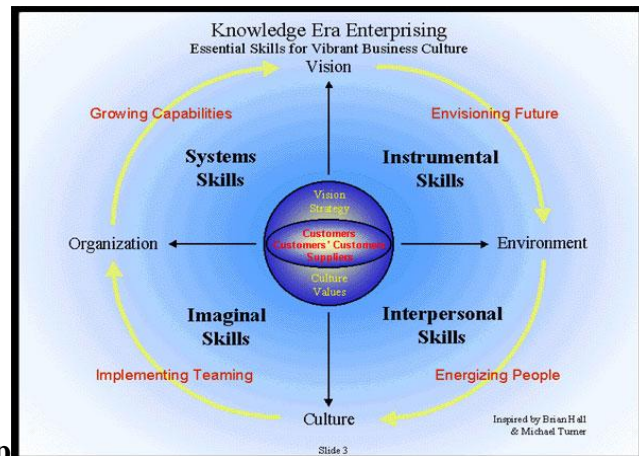 Knowledge Era Enterprising
Essential Skills for Vibrant Business Culture
Vision
Growing Capabilities
Envisioning Future
Systems
Skills
Instrumental
Skills
Vision
Strategy
Customers
Customers' Customers
Suppliers
Culture
Values
Organization
Environment
Imaginal
Skills
Interpersonal
Skills
Implementing Teaming
Energizing People
Culture
Inspired by Brian Hall
& Michael Turner
Slide 3